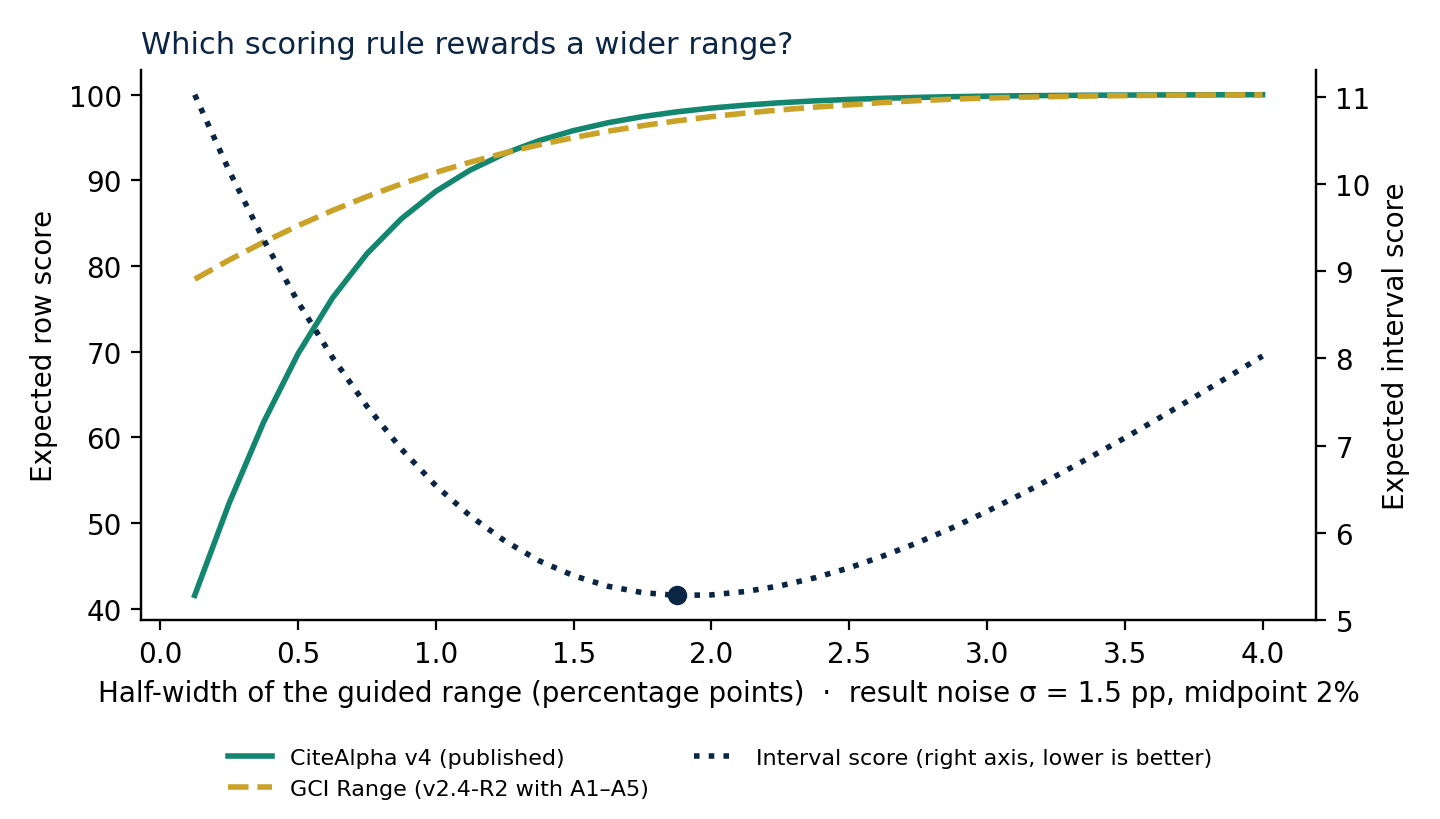 Which scoring rule rewards a wider range?
Expected row score
100
90
80
70
60
50
40
11
10
9
8
7
6
5
Expected interval score
0.0 0.5 1.0 1.5 2.0 2.5 3.0 3.5 4.0
Half-width of the guided range (percentage points) · result noise σ = 1.5 pp, midpoint 2%
CiteAlpha v4 (published)
GCI Range (v2.4-R2 with A1–A5)
Interval score (right axis, lower is better)